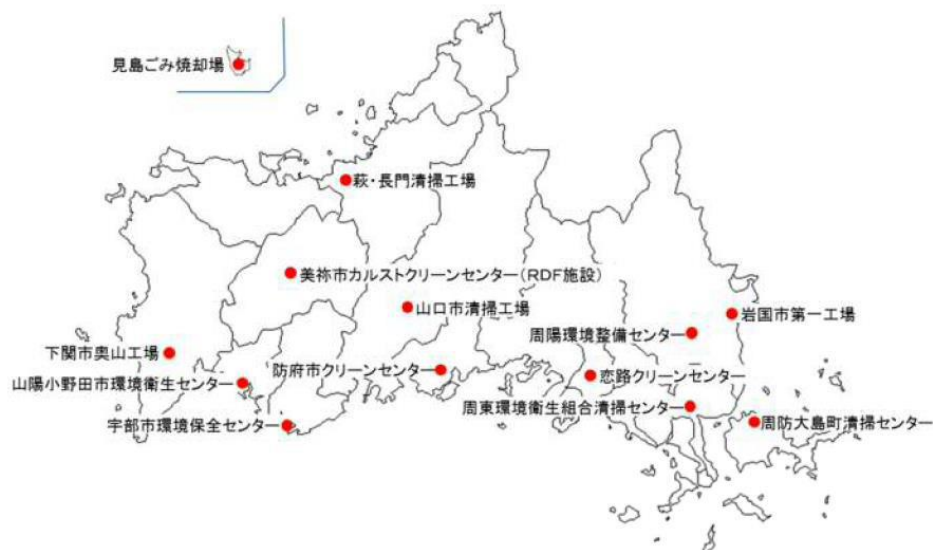 見島ごみ焼却場
萩・長門清掃工場
美祢市カルストクリーンセンター(RDF施設)
山口市清掃工場
岩国市第一工場
周陽環境整備センター
下関市奥山工場
防府市クリーンセンター
恋路クリーンセンター
山陽小野田市環境衛生センター
周東環境衛生組合清掃センター
宇部市環境保全センター
周防大島町清掃センター